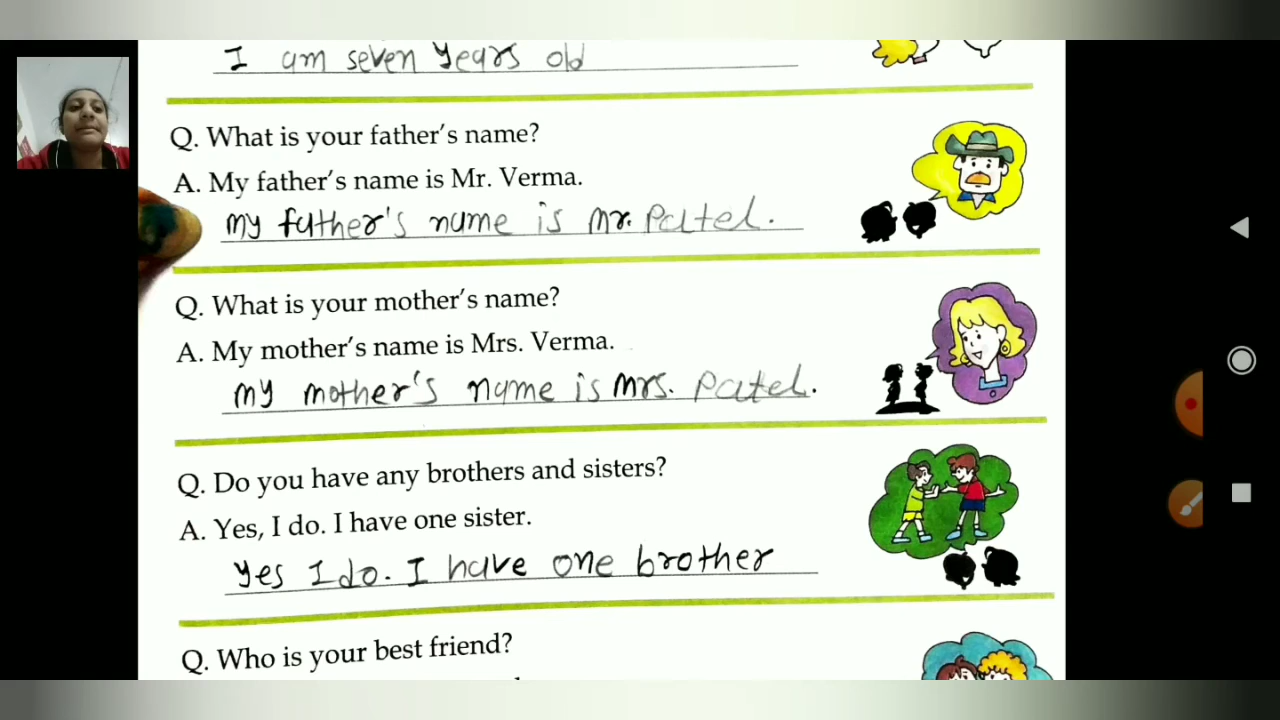 I am seven years old
Q. What is your father's name?
A. My father's name is Mr. Verma.
my father's name is mr. patel.
Q. What is your mother's name?
A. My mother's name is Mrs. Verma.
my mother's name is mrs. patel.
Q. Do you have any brothers and sisters?
A. Yes, I do. I have one sister.
yes I do. I have one brother
Q. Who is your best friend?